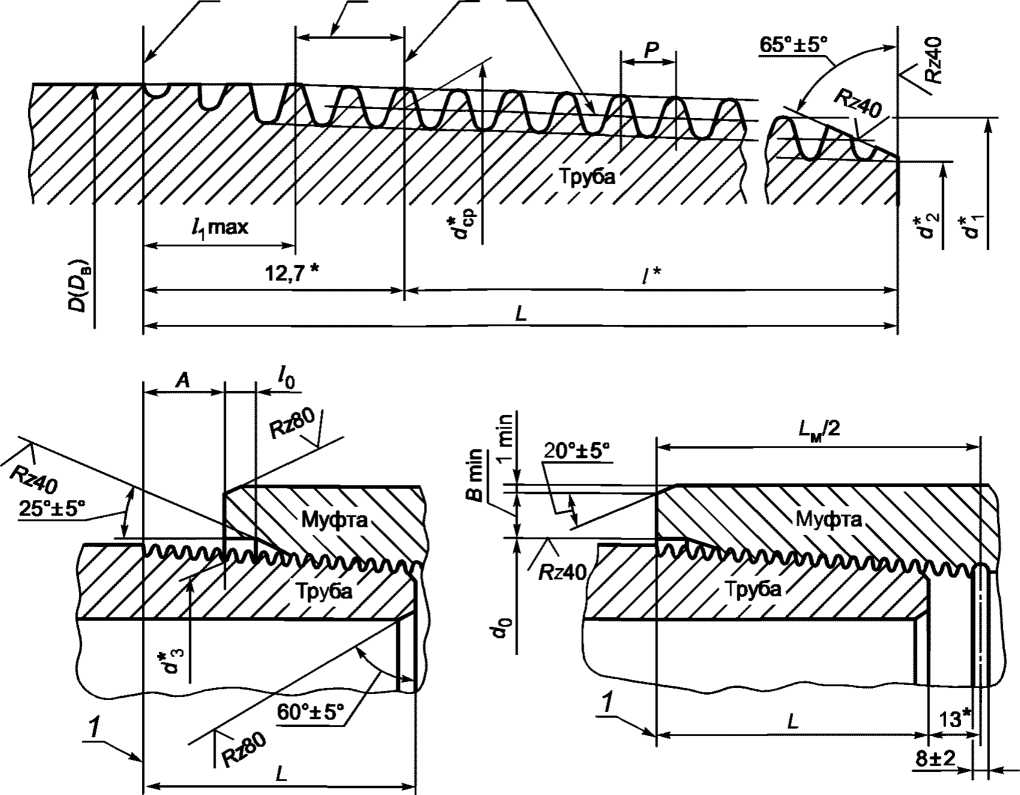 P
65°±5°
Rz40
Rz40
Труба
d*ср
d*2
d*1
D(Dв)
l1 max
12,7*
l*
L
A
l0
Rz80
Rz40
25°±5°
Муфта
Труба
d*3
60°±5°
Rz80
1
L
Lм/2
1 min
B min
20°±5°
Муфта
Rz40
Труба
d0
1
L
13*
8±2